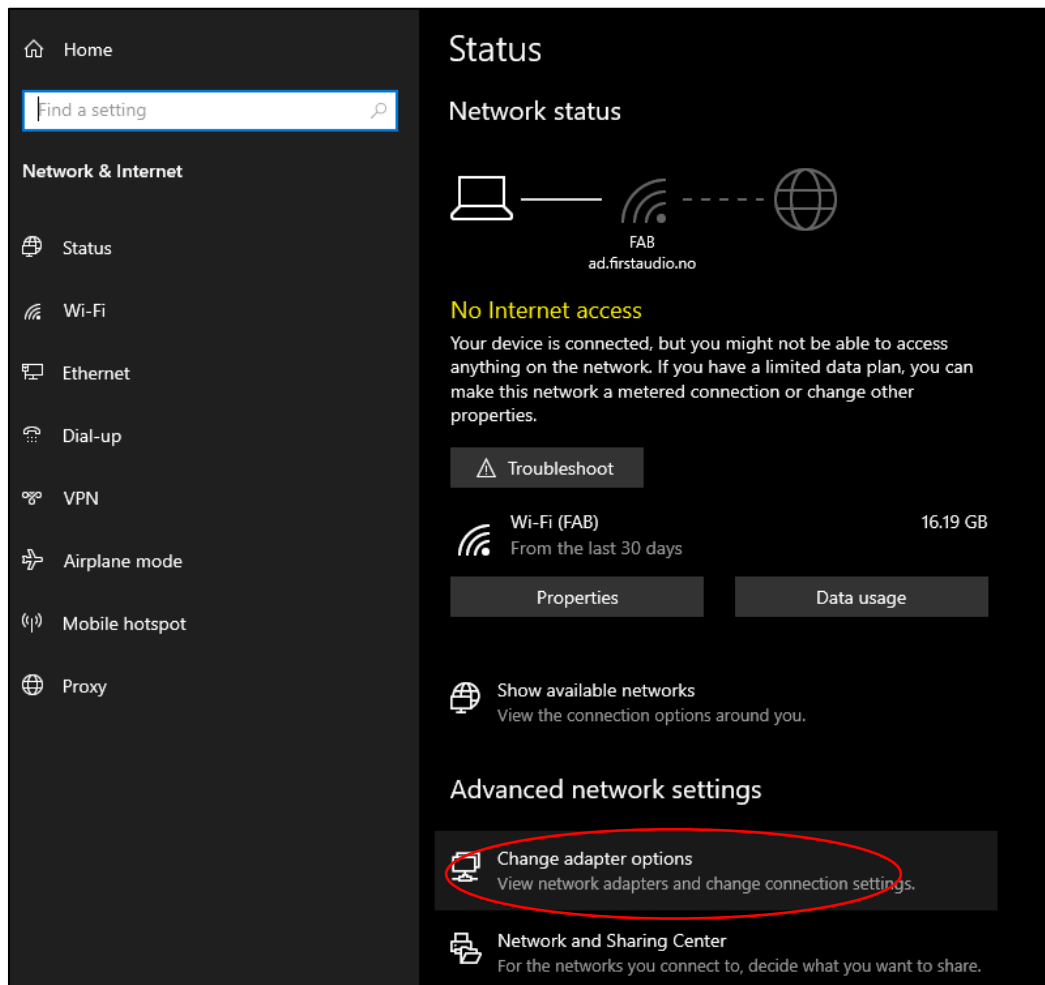 Home
Find a setting
Network & Internet
Status
Wi-Fi
Ethernet
Dial-up
VPN
Airplane mode
Mobile hotspot
Proxy
Status
Network status
FAB
ad.firstaudio.no
No Internet access
Your device is connected, but you might not be able to access
anything on the network. If you have a limited data plan, you can
make this network a metered connection or change other
properties.
Troubleshoot
Wi-Fi (FAB) 16.19 GB
From the last 30 days
Properties Data usage
Show available networks
View the connection options around you.
Advanced network settings
Change adapter options
View network adapters and change connection settings.
Network and Sharing Center
For the networks you connect to, decide what you want to share.